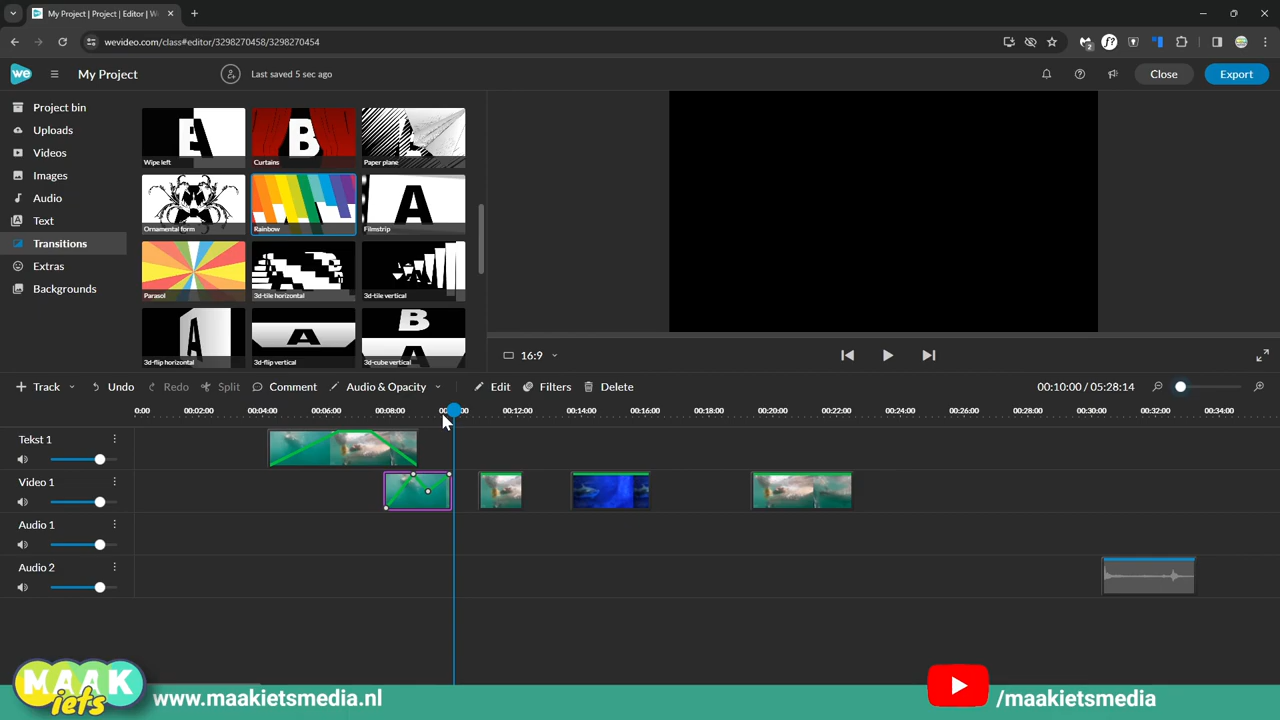 My Project | Project | Editor | W
wevideo.com/class#editor/3298270458/3298270454
2
f?
we
My Project
Last saved 5 sec ago
Close
Export
Project bin
Uploads
Videos
Images
Audio
Text
Transitions
Extras
Backgrounds
Wipe left
Curtains
Paper plane
Ornamental form
Rainbow
Filmstrip
Parasol
3d-tile horizontal
3d-tile vertical
3d-flip horizontal
3d-flip vertical
3d-cube vertical
16:9
Track
Undo
Redo
Split
Comment
Audio & Opacity
Edit
Filters
Delete
00:10:00 / 05:28:14
0:00 00:02:00 00:04:00 00:06:00 00:08:00 00:12:00 00:14:00 00:16:00 00:18:00 00:20:00 00:22:00 00:24:00 00:26:00 00:28:00 00:30:00 00:32:00 00:34:00
Tekst 1
Video 1
Audio 1
Audio 2
MAAK
iets
www.maakietsmedia.nl
/maakietsmedia